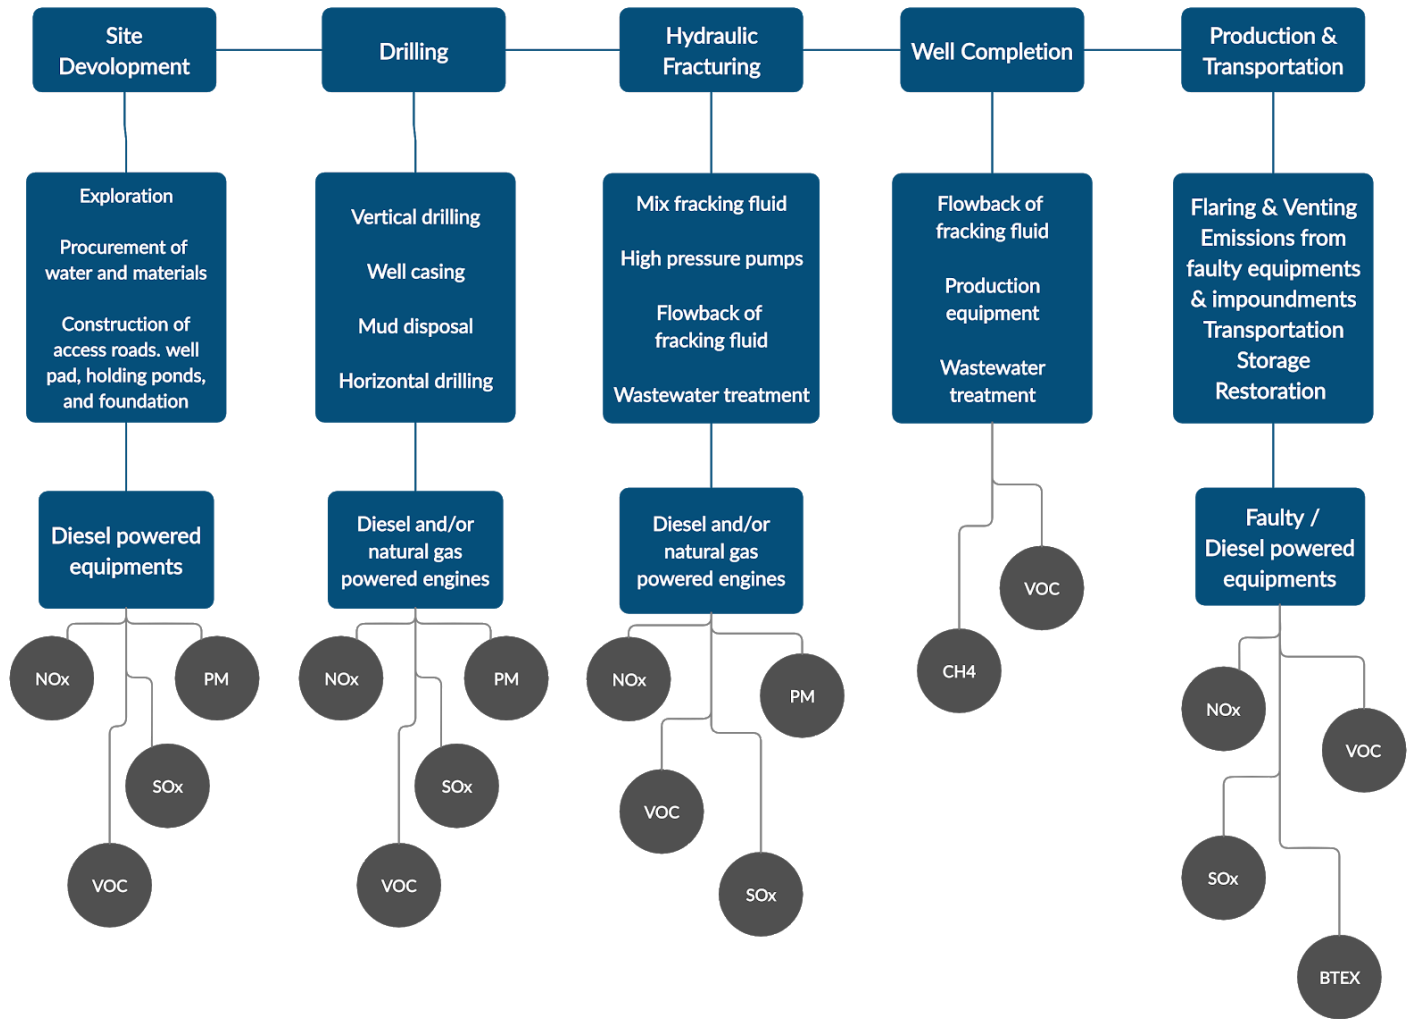 Site
Devolopment
Drilling
Hydraulic
Fracturing
Well Completion
Production &
Transportation
Exploration
Procurement of
water and materials
Construction of
access roads. well
pad, holding ponds,
and foundation
Vertical drilling
Well casing
Mud disposal
Horizontal drilling
Mix fracking fluid
High pressure pumps
Flowback of
fracking fluid
Wastewater treatment
Flowback of
fracking fluid
Production
equipment
Wastewater
treatment
Flaring & Venting
Emissions from
faulty equipments
& impoundments
Transportation
Storage
Restoration
Diesel powered
equipments
Diesel and/or
natural gas
powered engines
Diesel and/or
natural gas
powered engines
Faulty /
Diesel powered
equipments
NOx
PM
SOx
VOC
NOx
PM
SOx
VOC
NOx
PM
VOC
SOx
VOC
CH4
NOx
VOC
SOx
BTEX